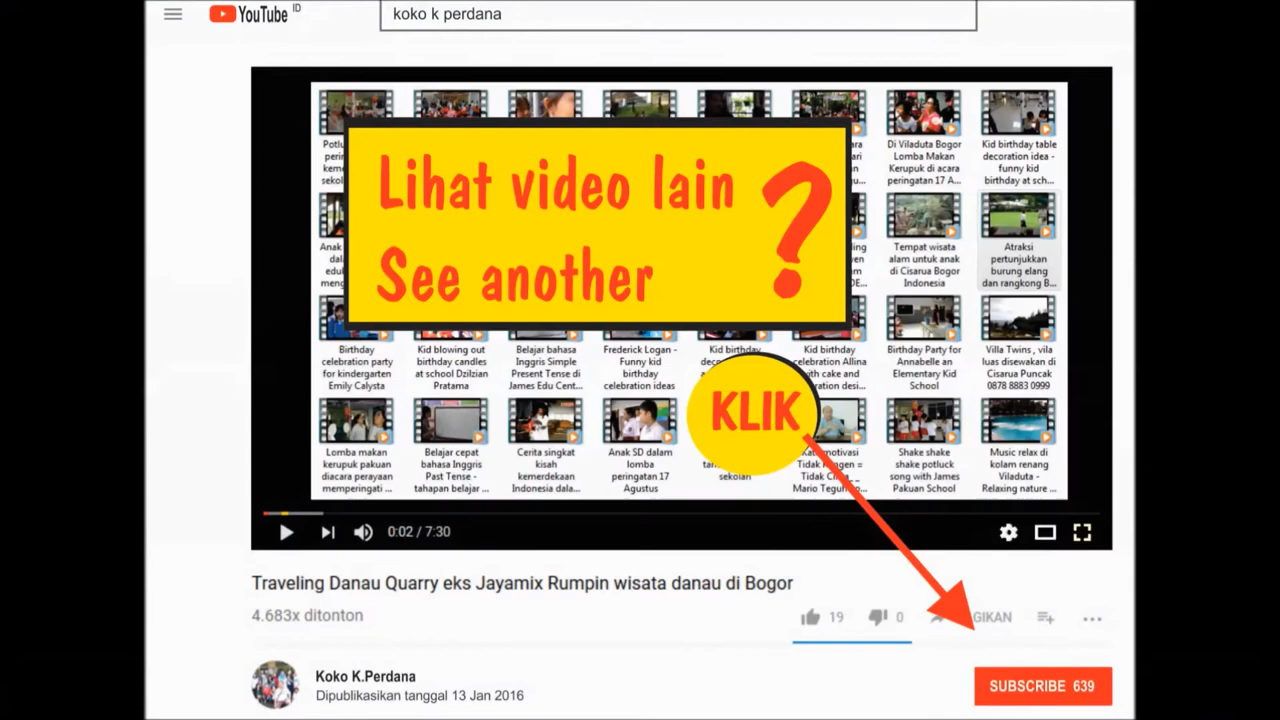 YouTube ID
koko k perdana
Di Viladuta Bogor
Lomba Makan
Kerupuk di acara
peringatan 17 A...
Kid birthday table
decoration idea -
funny kid
birthday at sch...
Lihat video lain
See another
?
Tempat wisata
alam untuk anak
di Cisarua Bogor
Indonesia
Atraksi
pertunjukkan
burung elang
dan rangkong B...
Birthday
celebration party
for kindergarten
Emily Calysta
Kid blowing out
birthday candles
at school Dzilzian
Pratama
Belajar bahasa
Inggris Simple
Present Tense di
James Edu Cent...
Frederick Logan -
Funny kid
birthday
celebration ideas
Kid birthday
Kid birthday
celebration Allina
with cake and
Birthday Party for
Annabelle an
Elementary Kid
School
Villa Twins , vila
luas disewakan di
Cisarua Puncak
0878 8883 0999
KLIK
Lomba makan
kerupuk pakuan
diacara perayaan
memperingati ...
Belajar cepat
bahasa Inggris
Past Tense -
tahapan belajar ...
Cerita singkat
kisah
kemerdekaan
Indonesia dala...
Anak SD dalam
lomba
peringatan 17
Agustus
sekolah
motivasi
Shake shake
shake potluck
song with James
Pakuan School
Music relax di
kolam renang
Viladuta -
Relaxing nature ...
0:02 / 7:30
Traveling Danau Quarry eks Jayamix Rumpin wisata danau di Bogor
4.683x ditonton
19
0
GIKAN
Koko K.Perdana
Dipublikasikan tanggal 13 Jan 2016
SUBSCRIBE 639